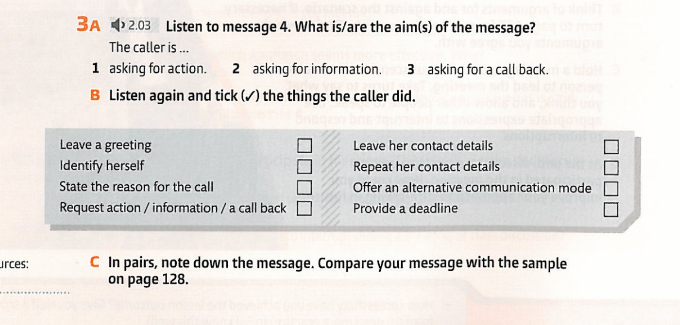 3A 2.03 Listen to message 4. What is/are the aim(s) of the message?
The caller is ...
1 asking for action. 2 asking for information. 3 asking for a call back.
B Listen again and tick (✓) the things the caller did.
Leave a greeting
Identify herself
State the reason for the call
Request action / information / a call back
Leave her contact details
Repeat her contact details
Offer an alternative communication mode
Provide a deadline
urces:
C In pairs, note down the message. Compare your message with the sample
on page 128.